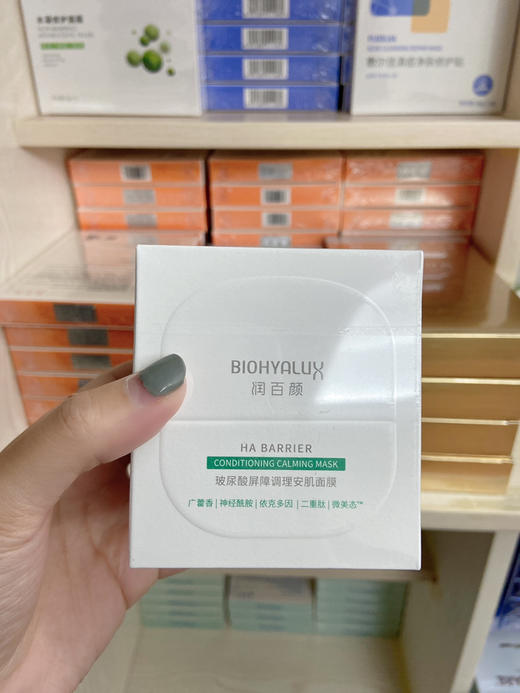 BIOHYALUX
润百颜
HA BARRIER
CONDITIONING CALMING MASK
玻尿酸屏障调理安肌面膜
广藿香|神经酰胺|依克多因|二重肽|微美态™